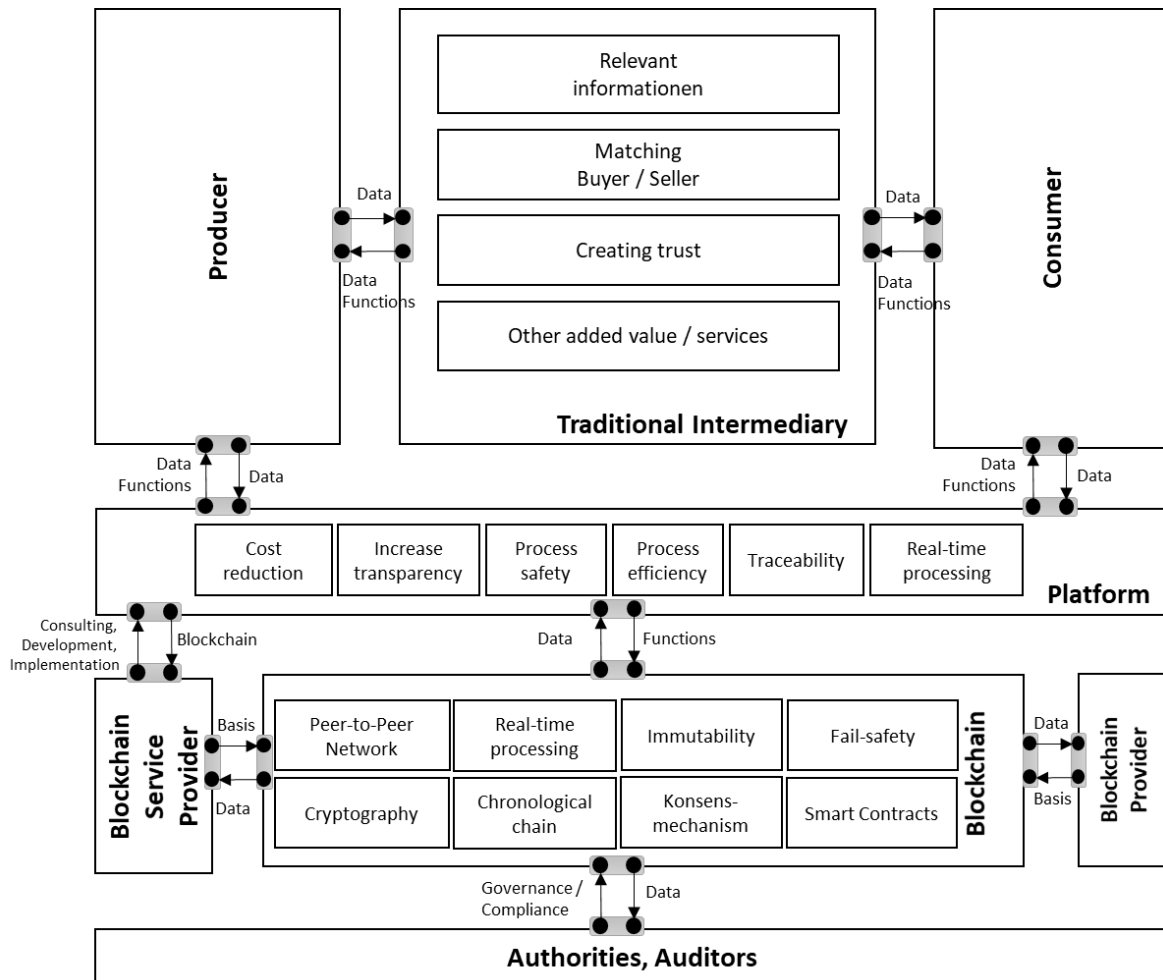 Relevant
informationen
Matching
Buyer / Seller
Creating trust
Other added value / services
Traditional Intermediary
Producer
Consumer
Data
Data
Functions
Data
Data
Functions
Data
Functions
Data
Data
Functions
Data
Cost
reduction
Increase
transparency
Process
safety
Process
efficiency
Traceability
Real-time
processing
Platform
Consulting,
Development,
Implementation
Blockchain
Data
Functions
Blockchain
Service
Provider
Basis
Data
Peer-to-Peer
Network
Real-time
processing
Immutability
Fail-safety
Cryptography
Chronological
chain
Konsens-
mechanism
Smart Contracts
Blockchain
Data
Basis
Blockchain
Provider
Governance /
Compliance
Data
Authorities, Auditors